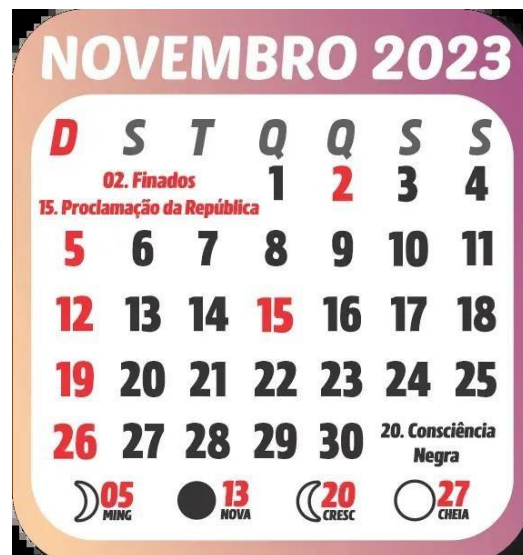 NOVEMBRO 2023
D S T Q Q S S
02. Finados
15. Proclamação da República
1 2 3 4
5 6 7 8 9 10 11
12 13 14 15 16 17 18
19 20 21 22 23 24 25
26 27 28 29 30
20. Consciência
Negra
05 MING
13 NOVA
20 CRESC
27 CHEIA